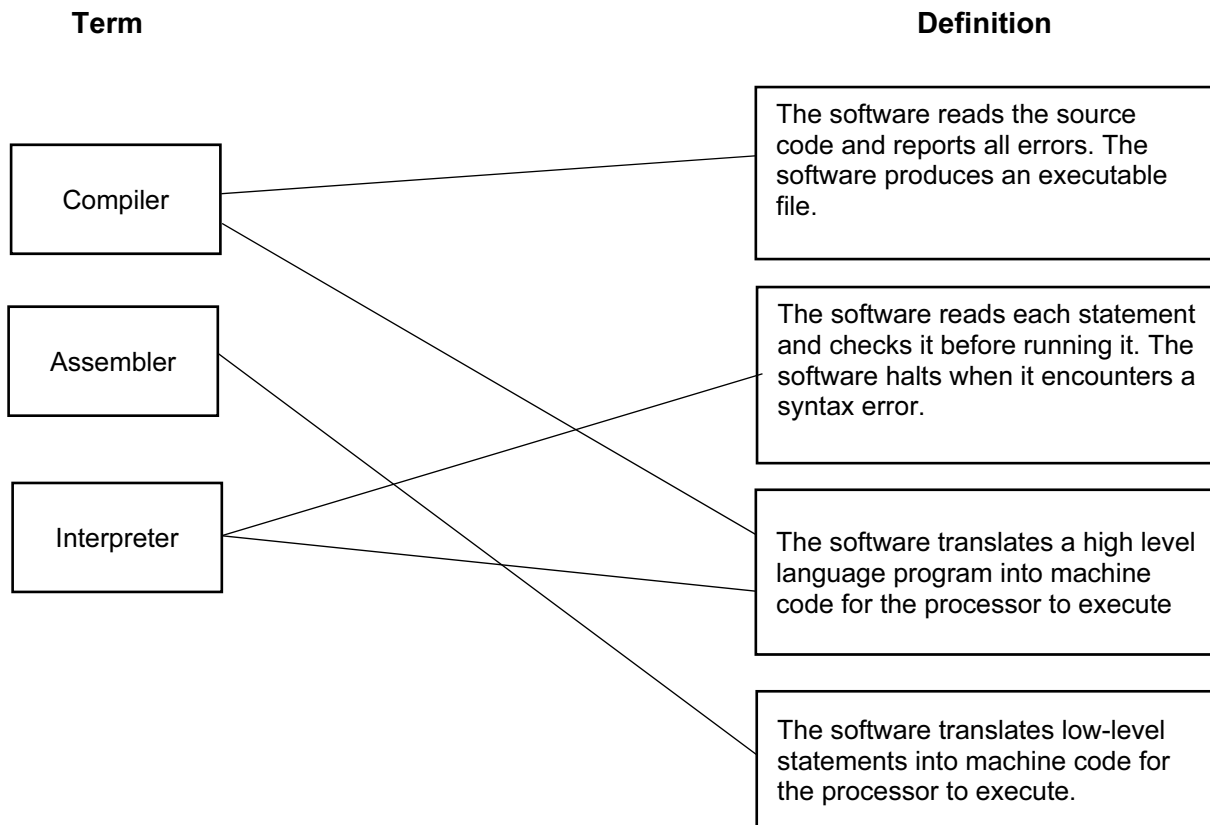 Term
Definition
Compiler
Assembler
Interpreter
The software reads the source
code and reports all errors. The
software produces an executable
file.
The software reads each statement
and checks it before running it. The
software halts when it encounters a
syntax error.
The software translates a high level
language program into machine
code for the processor to execute
The software translates low-level
statements into machine code for
the processor to execute.